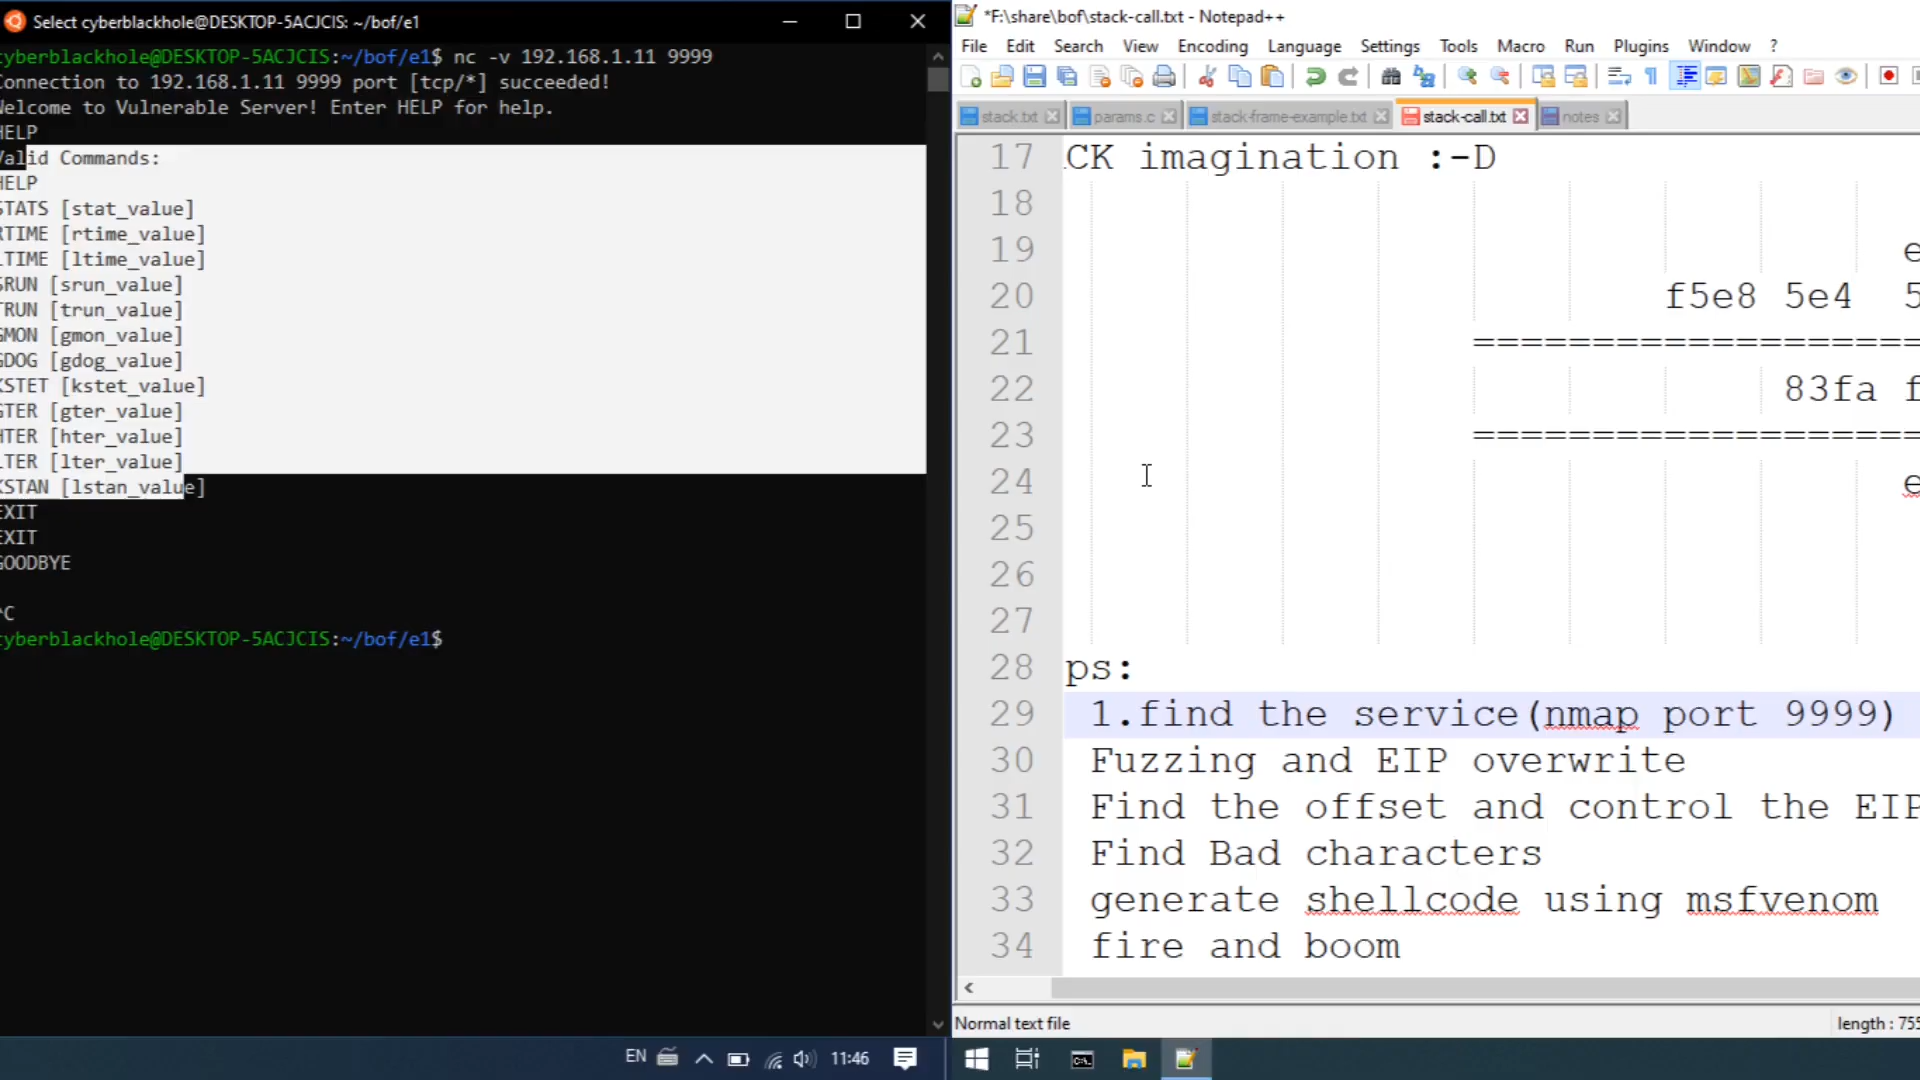 Select cyberblackhole@DESKTOP-5ACJCIS: ~/bof/e1
cyberblackhole@DESKTOP-5ACJCIS:~/bof/e1$ nc -v 192.168.1.11 9999
Connection to 192.168.1.11 9999 port [tcp/*] succeeded!
Welcome to Vulnerable Server! Enter HELP for help.
HELP
Valid Commands:
HELP
STATS [stat_value]
RTIME [rtime_value]
LTIME [ltime_value]
SRUN [srun_value]
TRUN [trun_value]
GMON [gmon_value]
GDOG [gdog_value]
KSTET [kstet_value]
GTER [gter_value]
HTER [hter_value]
LTER [lter_value]
KSTAN [lstan_value]
EXIT
EXIT
GOODBYE
^C
cyberblackhole@DESKTOP-5ACJCIS:~/bof/e1$
EN
11:46
*F:\share\bof\stack-call.txt - Notepad++
File Edit Search View Encoding Language Settings Tools Macro Run Plugins Window ?
stack.txt params.c stack-frame-example.txt stack-call.txt notes
17 CK imagination :-D
18
19 e
20 f5e8 5e4 5
21 ===================
22 83fa f
23 ===================
24 e
25
26
27
28 ps:
29 1.find the service(nmap port 9999)
30 Fuzzing and EIP overwrite
31 Find the offset and control the EIP
32 Find Bad characters
33 generate shellcode using msfvenom
34 fire and boom
Normal text file length : 755